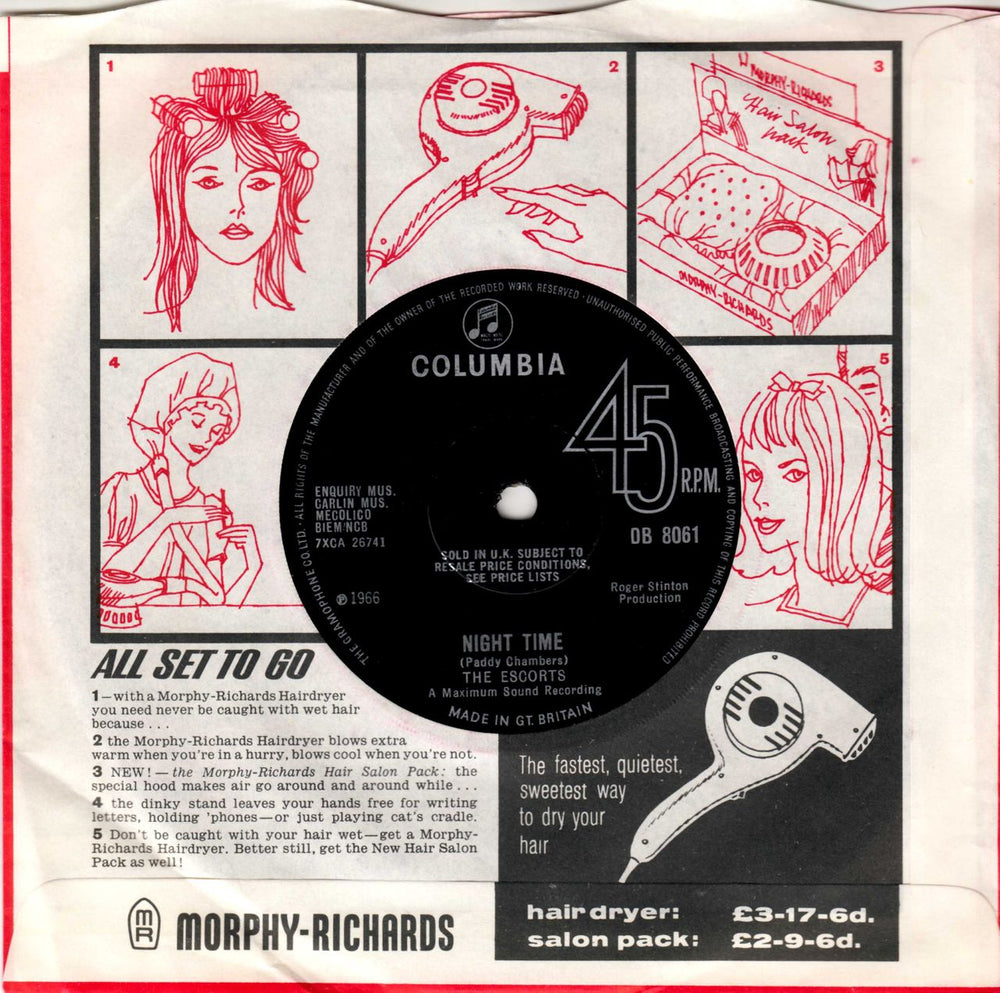 1
2
3
MORPHY-RICHARDS
Hair Salon
Pack
MORPHY-RICHARDS
4
5
THE GRAMOPHONE CO.LTD. · ALL RIGHTS OF THE MANUFACTURER AND OF THE OWNER OF THE RECORDED WORK RESERVED · UNAUTHORISED PUBLIC PERFORMANCE BROADCASTING AND COPYING OF THIS RECORD PROHIBITED
COLUMBIA
45
R.P.M.
ENQUIRY MUS.
CARLIN MUS.
MECOLICO
BIEM/NCB
7XCA 26741
DB 8061
SOLD IN U.K. SUBJECT TO
RESALE PRICE CONDITIONS,
SEE PRICE LISTS
℗ 1966
Roger Stinton
Production
NIGHT TIME
(Paddy Chambers)
THE ESCORTS
A Maximum Sound Recording
MADE IN GT. BRITAIN
ALL SET TO GO
1—with a Morphy-Richards Hairdryer
you need never be caught with wet hair
because . . .
2 the Morphy-Richards Hairdryer blows extra
warm when you're in a hurry, blows cool when you're not.
3 NEW!—the Morphy-Richards Hair Salon Pack: the
special hood makes air go around and around while . . .
4 the dinky stand leaves your hands free for writing
letters, holding 'phones—or just playing cat's cradle.
5 Don't be caught with your hair wet—get a Morphy-
Richards Hairdryer. Better still, get the New Hair Salon
Pack as well!
The fastest, quietest,
sweetest way
to dry your
hair
MR
MORPHY-RICHARDS
hair dryer: £3-17-6d.
salon pack: £2-9-6d.